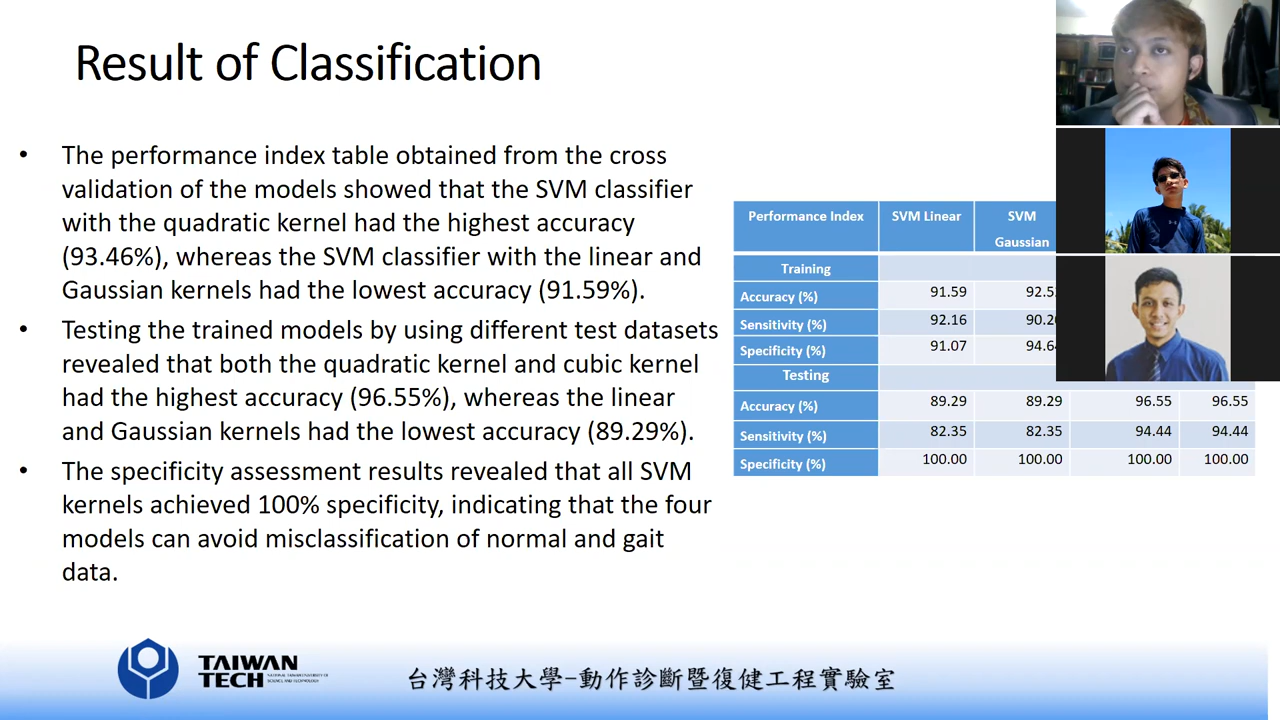 Result of Classification
• The performance index table obtained from the cross
validation of the models showed that the SVM classifier
with the quadratic kernel had the highest accuracy
(93.46%), whereas the SVM classifier with the linear and
Gaussian kernels had the lowest accuracy (91.59%).
• Testing the trained models by using different test datasets
revealed that both the quadratic kernel and cubic kernel
had the highest accuracy (96.55%), whereas the linear
and Gaussian kernels had the lowest accuracy (89.29%).
• The specificity assessment results revealed that all SVM
kernels achieved 100% specificity, indicating that the four
models can avoid misclassification of normal and gait
data.
Performance Index SVM Linear SVM
Gaussian
Training
Accuracy (%) 91.59
Sensitivity (%) 92.16
Specificity (%) 91.07
Testing
Accuracy (%) 89.29 89.29 96.55 96.55
Sensitivity (%) 82.35 82.35 94.44 94.44
Specificity (%) 100.00 100.00 100.00 100.00
TAIWAN
TECH
NATIONAL TAIWAN UNIVERSITY OF
SCIENCE AND TECHNOLOGY
台灣科技大學-動作診斷暨復健工程實驗室